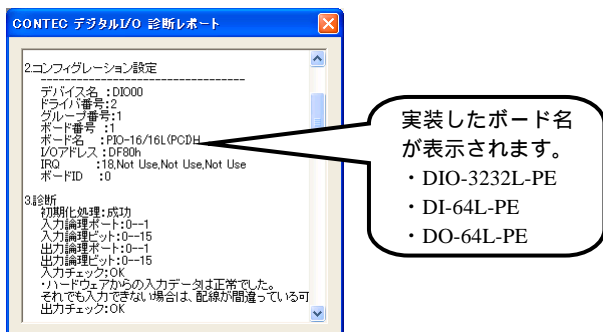 CONTEC デジタルI/O 診断レポート
2.コンフィグレーション設定
---------------------------------
デバイス名 :DIO00
ドライバ番号:2
グループ番号:1
ボード番号 :1
ボード名 :PIO-16/16L(PCI)H
I/Oアドレス :DF80h
IRQ :18,Not Use,Not Use,Not Use
ボードID :0
3.診断
初期化処理:成功
入力論理ポート:0--1
入力論理ビット:0--15
出力論理ポート:0--1
出力論理ビット:0--15
入力チェック:OK
・ハードウェアからの入力データは正常でした。
それでも入力できない場合は、配線が間違っている可
出力チェック:OK
実装したボード名
が表示されます。
・DIO-3232L-PE
・DI-64L-PE
・DO-64L-PE